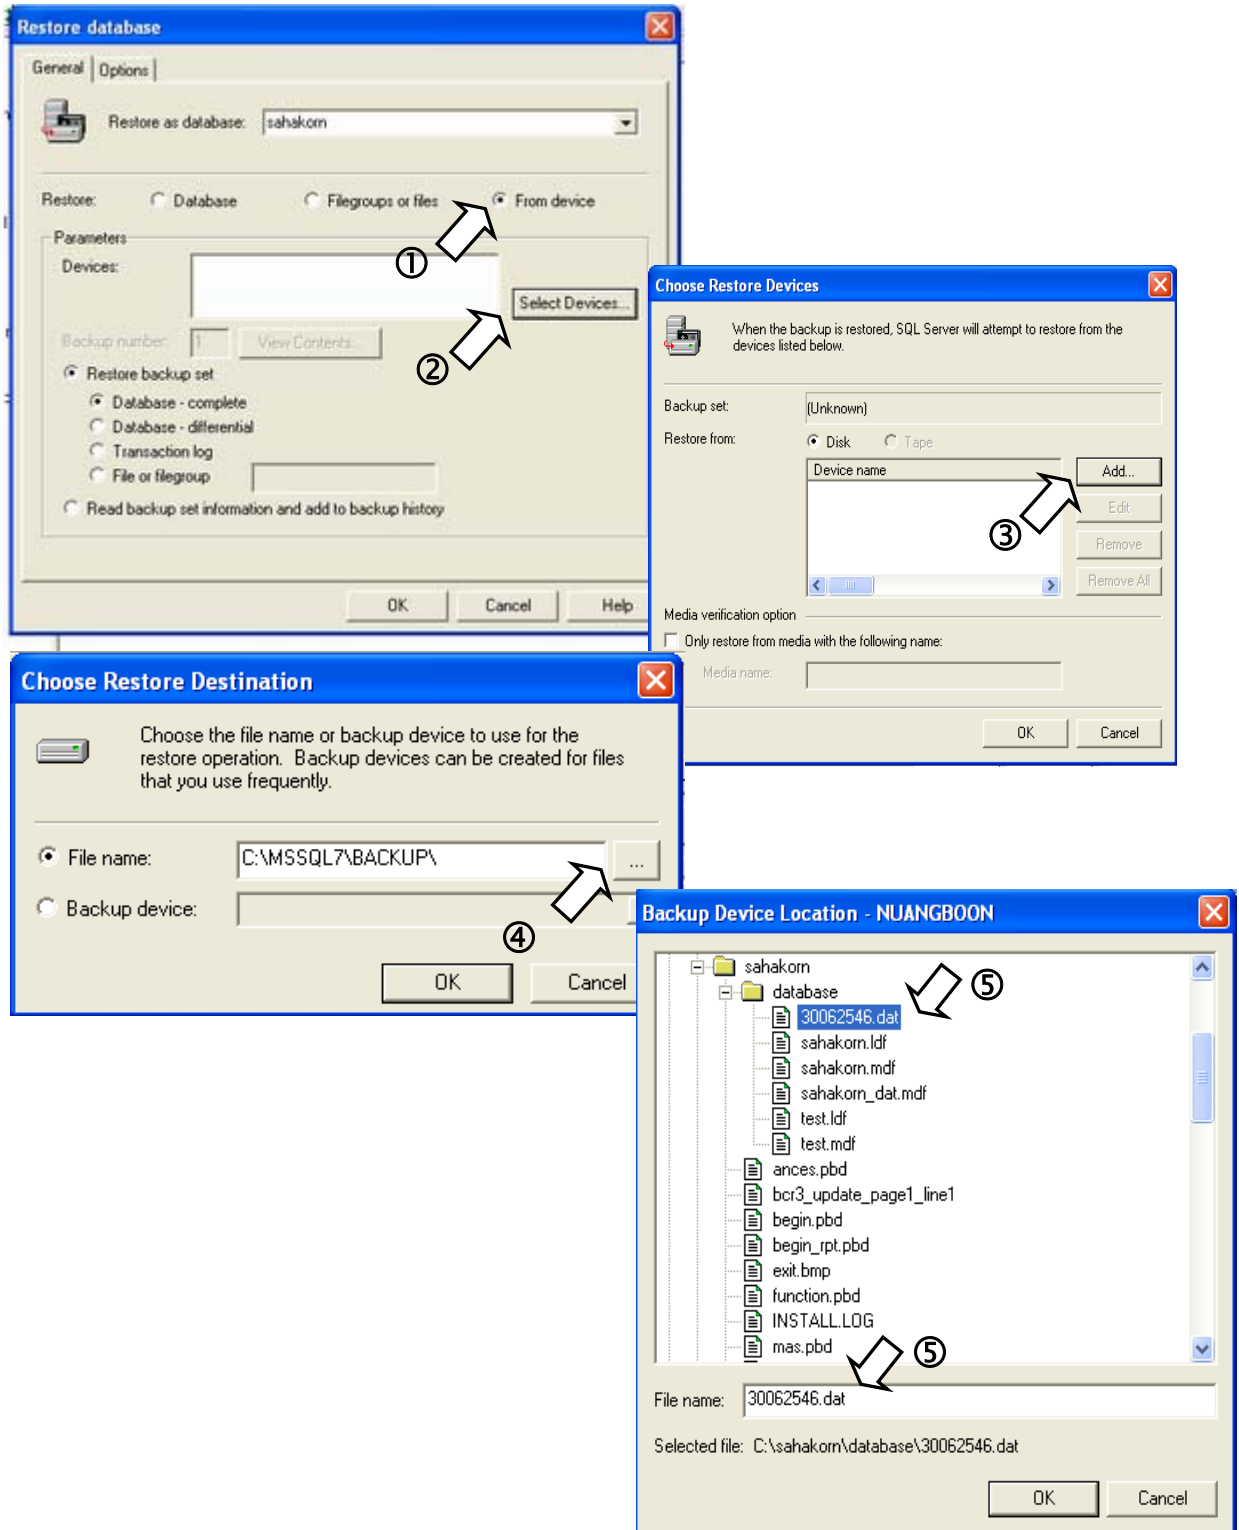 Restore database
General
Options
Restore as database:
sahakorn
Restore:
Database
Filegroups or files
From device
①
Parameters
Devices:
Select Devices...
②
Backup number:
1
View Contents...
Restore backup set
Database - complete
Database - differential
Transaction log
File or filegroup
Read backup set information and add to backup history
OK
Cancel
Help
Choose Restore Devices
When the backup is restored, SQL Server will attempt to restore from the
devices listed below.
Backup set:
(Unknown)
Restore from:
Disk
Tape
Device name
Add...
③
Edit
Remove
Remove All
Media verification option
Only restore from media with the following name:
Media name:
OK
Cancel
Choose Restore Destination
Choose the file name or backup device to use for the
restore operation. Backup devices can be created for files
that you use frequently.
File name:
C:\MSSQL7\BACKUP\
...
Backup device:
④
OK
Cancel
Backup Device Location - NUANGBOON
sahakorn
database
⑤
30062546.dat
sahakorn.ldf
sahakorn.mdf
sahakorn_dat.mdf
test.ldf
test.mdf
ances.pbd
bcr3_update_page1_line1
begin.pbd
begin_rpt.pbd
exit.bmp
function.pbd
INSTALL.LOG
mas.pbd
⑤
File name:
30062546.dat
Selected file: C:\sahakorn\database\30062546.dat
OK
Cancel